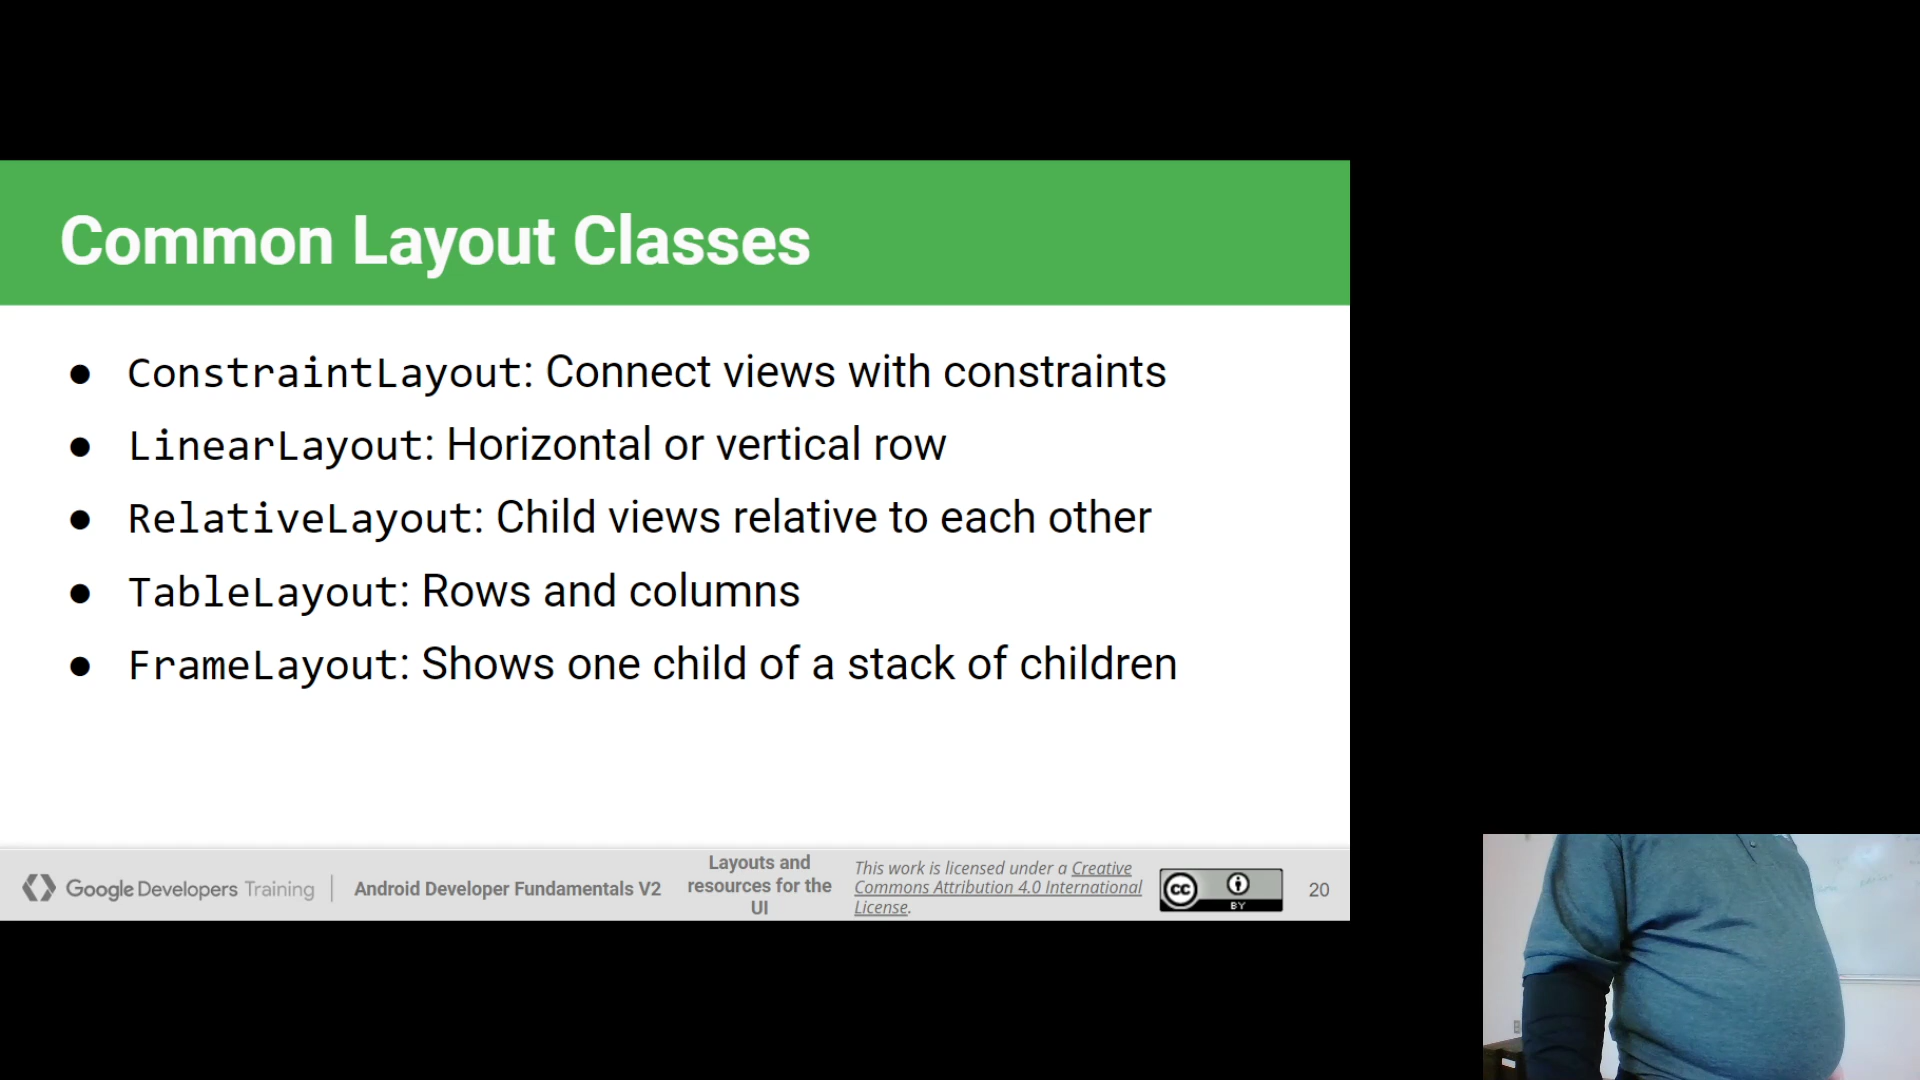 Common Layout Classes
● ConstraintLayout: Connect views with constraints
● LinearLayout: Horizontal or vertical row
● RelativeLayout: Child views relative to each other
● TableLayout: Rows and columns
● FrameLayout: Shows one child of a stack of children
Google Developers Training
Android Developer Fundamentals V2
Layouts and
resources for the
UI
This work is licensed under a Creative
Commons Attribution 4.0 International
License.
cc
BY
20